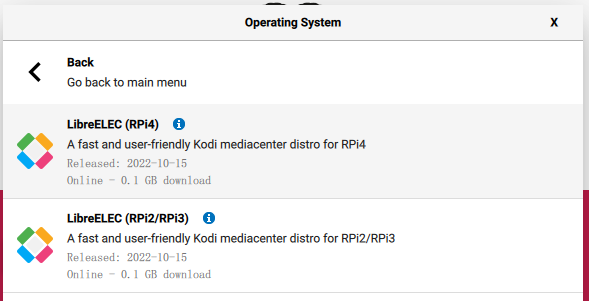 Operating System X
Back
Go back to main menu
LibreELEC (RPi4)
A fast and user-friendly Kodi mediacenter distro for RPi4
Released: 2022-10-15
Online - 0.1 GB download
LibreELEC (RPi2/RPi3)
A fast and user-friendly Kodi mediacenter distro for RPi2/RPi3
Released: 2022-10-15
Online - 0.1 GB download